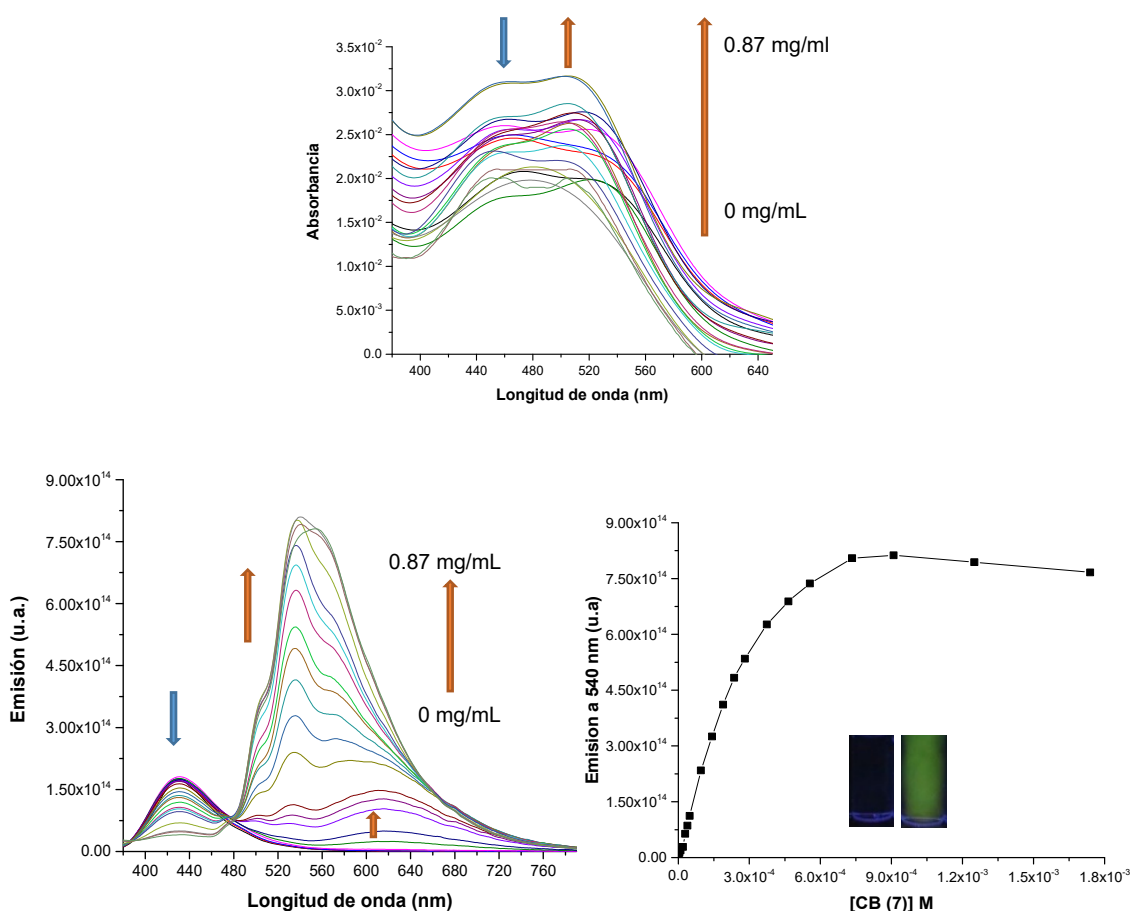 0.87 mg/ml
0 mg/mL
3.5x10⁻²
3.0x10⁻²
2.5x10⁻²
2.0x10⁻²
1.5x10⁻²
1.0x10⁻²
5.0x10⁻³
0.0
Absorbancia
400 440 480 520 560 600 640
Longitud de onda (nm)
9.00x10¹⁴
7.50x10¹⁴
6.00x10¹⁴
4.50x10¹⁴
3.00x10¹⁴
1.50x10¹⁴
0.00
Emisión (u.a.)
0.87 mg/mL
0 mg/mL
400 440 480 520 560 600 640 680 720 760
Longitud de onda (nm)
9.00x10¹⁴
7.50x10¹⁴
6.00x10¹⁴
4.50x10¹⁴
3.00x10¹⁴
1.50x10¹⁴
0.00
Emision a 540 nm (u.a)
0.0 3.0x10⁻⁴ 6.0x10⁻⁴ 9.0x10⁻⁴ 1.2x10⁻³ 1.5x10⁻³ 1.8x10⁻³
[CB (7)] M